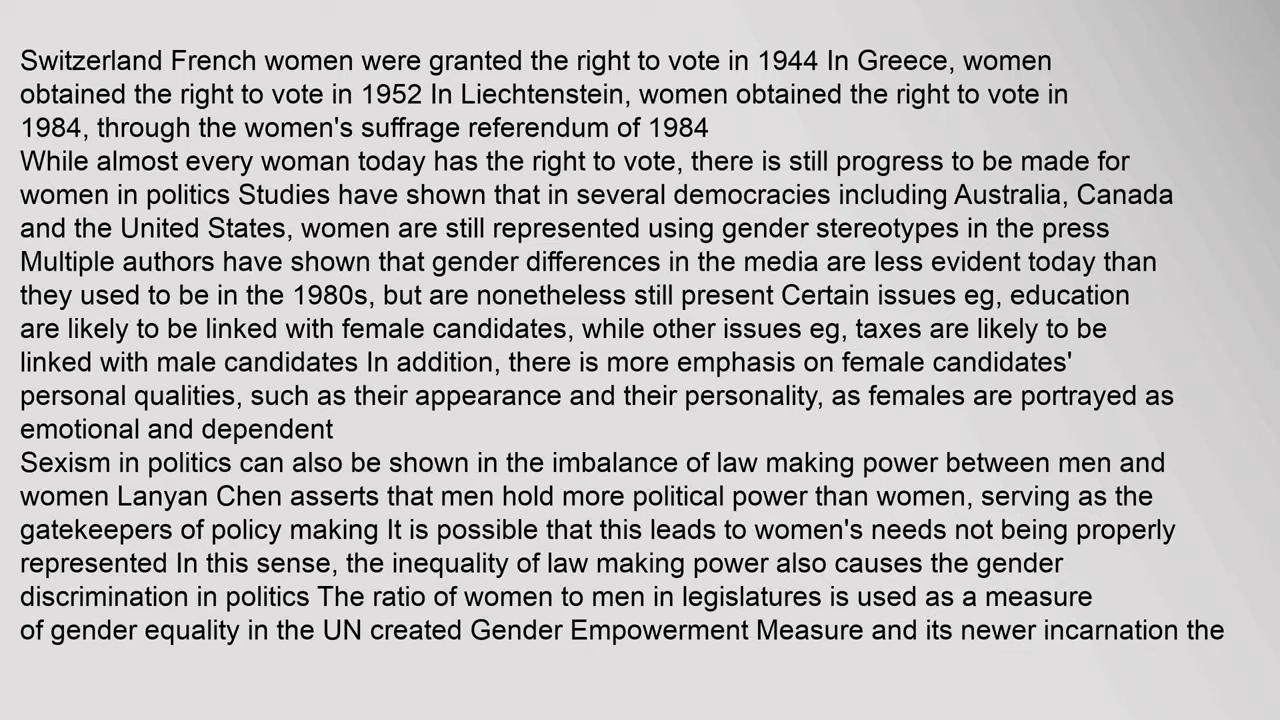 Switzerland French women were granted the right to vote in 1944 In Greece, women
obtained the right to vote in 1952 In Liechtenstein, women obtained the right to vote in
1984, through the women's suffrage referendum of 1984
While almost every woman today has the right to vote, there is still progress to be made for
women in politics Studies have shown that in several democracies including Australia, Canada
and the United States, women are still represented using gender stereotypes in the press
Multiple authors have shown that gender differences in the media are less evident today than
they used to be in the 1980s, but are nonetheless still present Certain issues eg, education
are likely to be linked with female candidates, while other issues eg, taxes are likely to be
linked with male candidates In addition, there is more emphasis on female candidates'
personal qualities, such as their appearance and their personality, as females are portrayed as
emotional and dependent
Sexism in politics can also be shown in the imbalance of law making power between men and
women Lanyan Chen asserts that men hold more political power than women, serving as the
gatekeepers of policy making It is possible that this leads to women's needs not being properly
represented In this sense, the inequality of law making power also causes the gender
discrimination in politics The ratio of women to men in legislatures is used as a measure
of gender equality in the UN created Gender Empowerment Measure and its newer incarnation the